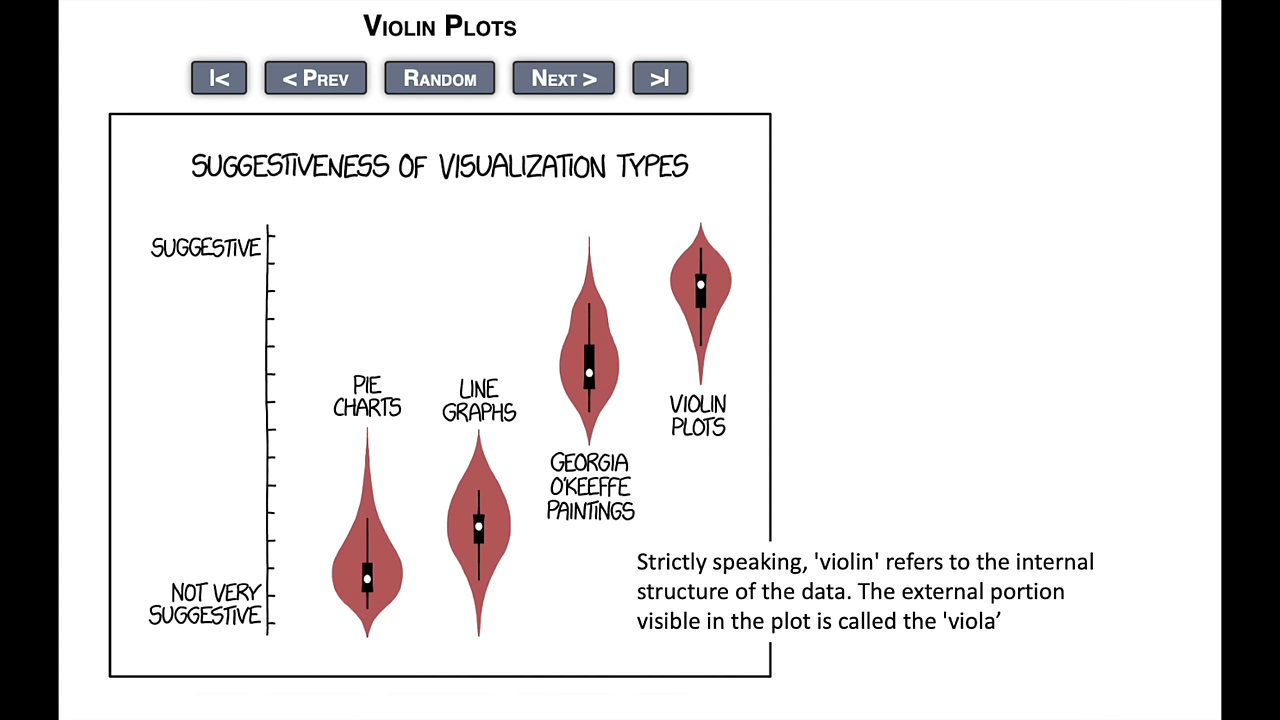 Violin Plots
|<
< Prev
Random
Next >
>|
SUGGESTIVENESS OF VISUALIZATION TYPES
SUGGESTIVE
PIE
CHARTS
LINE
GRAPHS
VIOLIN
PLOTS
GEORGIA
O'KEEFFE
PAINTINGS
NOT VERY
SUGGESTIVE
Strictly speaking, 'violin' refers to the internal
structure of the data. The external portion
visible in the plot is called the 'viola’